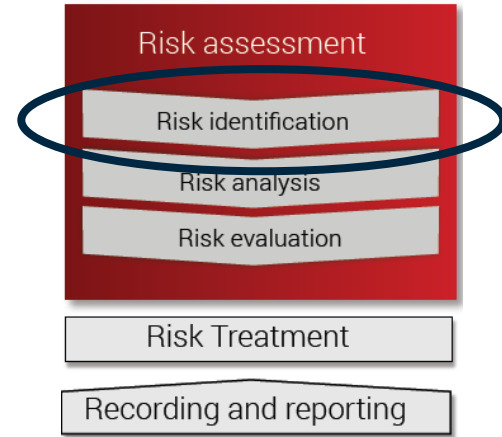 Risk assessment
Risk identification
Risk analysis
Risk evaluation
Risk Treatment
Recording and reporting